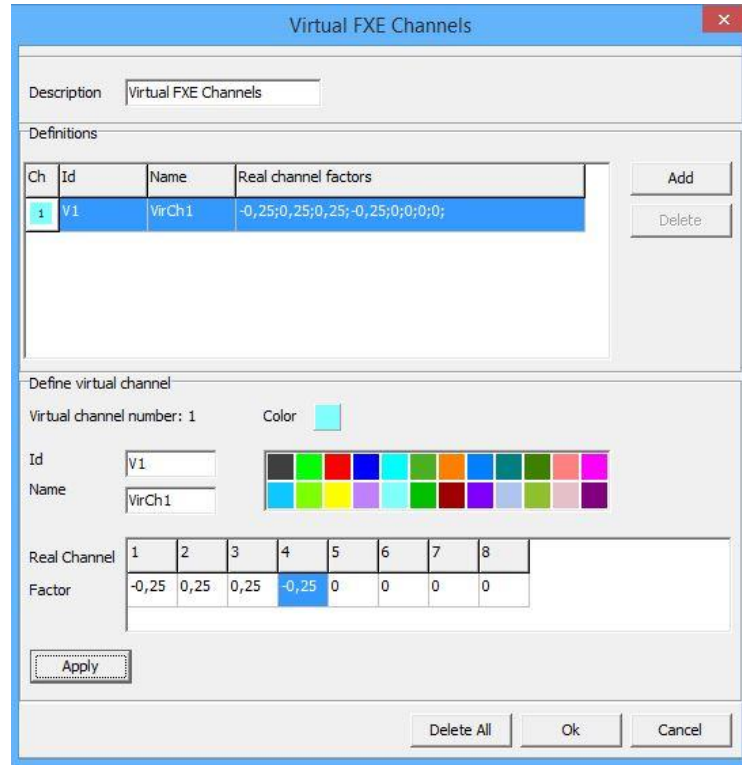 Virtual FXE Channels
Description Virtual FXE Channels
Definitions
Ch Id Name Real channel factors
1 V1 VirCh1 -0,25;0,25;0,25;-0,25;0;0;0;0;
Add
Delete
Define virtual channel
Virtual channel number: 1 Color
Id V1
Name VirCh1
Real Channel 1 2 3 4 5 6 7 8
Factor -0,25 0,25 0,25 -0,25 0 0 0 0
Apply
Delete All Ok Cancel